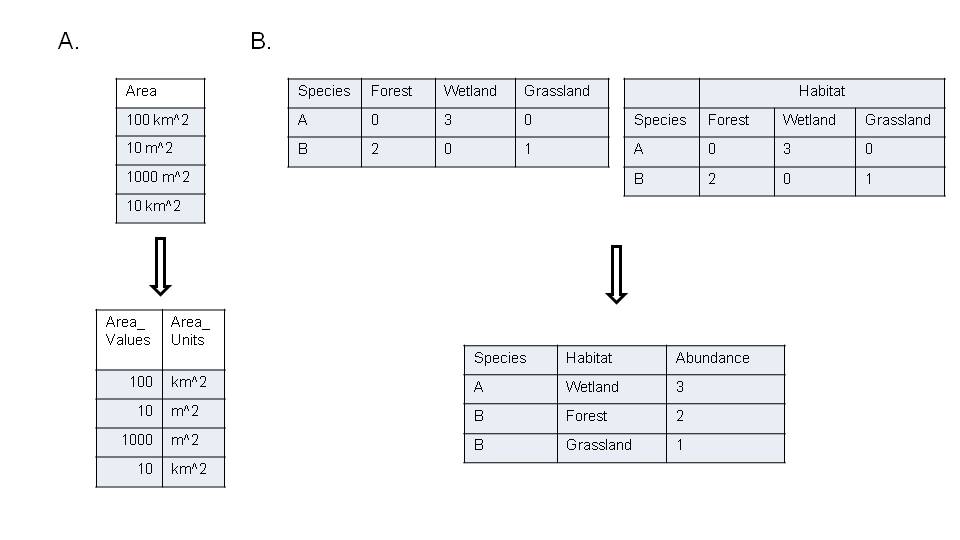 A.
B.
Area
100 km^2
10 m^2
1000 m^2
10 km^2
Area_ Area_
Values Units
100 km^2
10 m^2
1000 m^2
10 km^2
Species Forest Wetland Grassland
A 0 3 0
B 2 0 1
Habitat
Species Forest Wetland Grassland
A 0 3 0
B 2 0 1
Species Habitat Abundance
A Wetland 3
B Forest 2
B Grassland 1